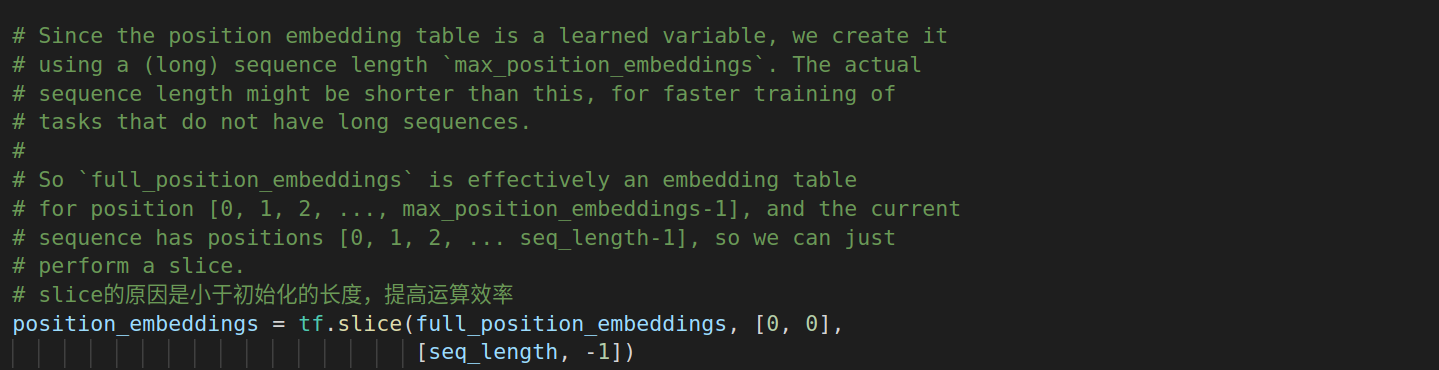 # Since the position embedding table is a learned variable, we create it
# using a (long) sequence length `max_position_embeddings`. The actual
# sequence length might be shorter than this, for faster training of
# tasks that do not have long sequences.
#
# So `full_position_embeddings` is effectively an embedding table
# for position [0, 1, 2, ..., max_position_embeddings-1], and the current
# sequence has positions [0, 1, 2, ... seq_length-1], so we can just
# perform a slice.
# slice的原因是小于初始化的长度，提高运算效率
position_embeddings = tf.slice(full_position_embeddings, [0, 0],
                               [seq_length, -1])